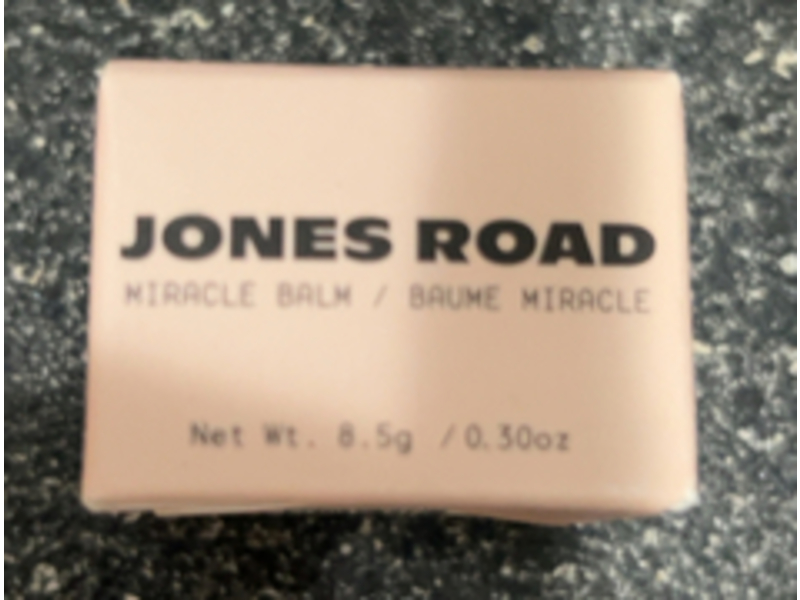 JONES ROAD
MIRACLE BALM / BAUME MIRACLE
Net Wt. 8.5g / 0.30oz